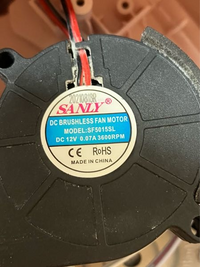 SANLY
DC BRUSHLESS FAN MOTOR
MODEL:SF5015SL
DC 12V 0.07A 3600RPM
CE RoHS
MADE IN CHINA